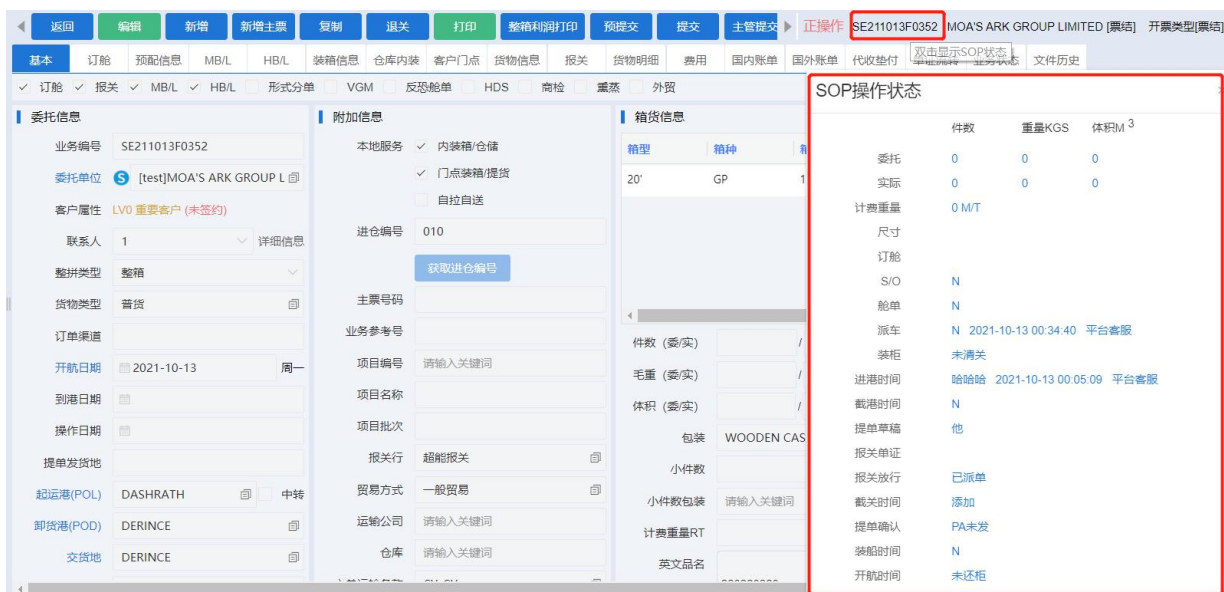 返回 编辑 新增 新增主票 复制 退关 打印 整箱利润打印 预提交 提交 主管提交 正操作 SE211013F0352 MOA'S ARK GROUP LIMITED [票结] 开票类型[票结]
基本 订舱 预配信息 MB/L HB/L 装箱信息 仓库内装 客户门点 货物信息 报关 货物明细 费用 国内账单 国外账单 代收垫付 单证流转 业务状态 文件历史
双击显示SOP状态
订舱 报关 MB/L HB/L 形式分单 VGM 反恐舱单 HDS 商检 重蒸 外贸
委托信息
业务编号 SE211013F0352
委托单位 S [test]MOA'S ARK GROUP L
客户属性 LV0 重要客户 (未签约)
联系人 1 详细信息
整拼类型 整箱
货物类型 普货
订单渠道
开航日期 2021-10-13 周一
到港日期
操作日期
提单发货地
起运港(POL) DASHRATH 中转
卸货港(POD) DERINCE
交货地 DERINCE
附加信息
本地服务 内装箱/仓储
门点装箱/提货
自拉自送
进仓编号 010
获取进仓编号
主票号码
业务参考号
项目编号 请输入关键词
项目名称
项目批次
报关行 超能报关
贸易方式 一般贸易
运输公司 请输入关键词
仓库 请输入关键词
箱货信息
箱型 箱种
20' GP 1
件数 (委/实) /
毛重 (委/实) /
体积 (委/实) /
包装 WOODEN CAS
小件数
小件数包装 请输入关键词
计费重量RT
英文品名
SOP操作状态
件数 重量KGS 体积M 3
委托 0 0 0
实际 0 0 0
计费重量 0 M/T
尺寸
订舱
S/O N
舱单 N
派车 N 2021-10-13 00:34:40 平台客服
装柜 未清关
进港时间 哈哈哈 2021-10-13 00:05:09 平台客服
截港时间 N
提单草稿 他
报关单证
报关放行 已派单
截关时间 添加
提单确认 PA未发
装船时间 N
开航时间 未还柜